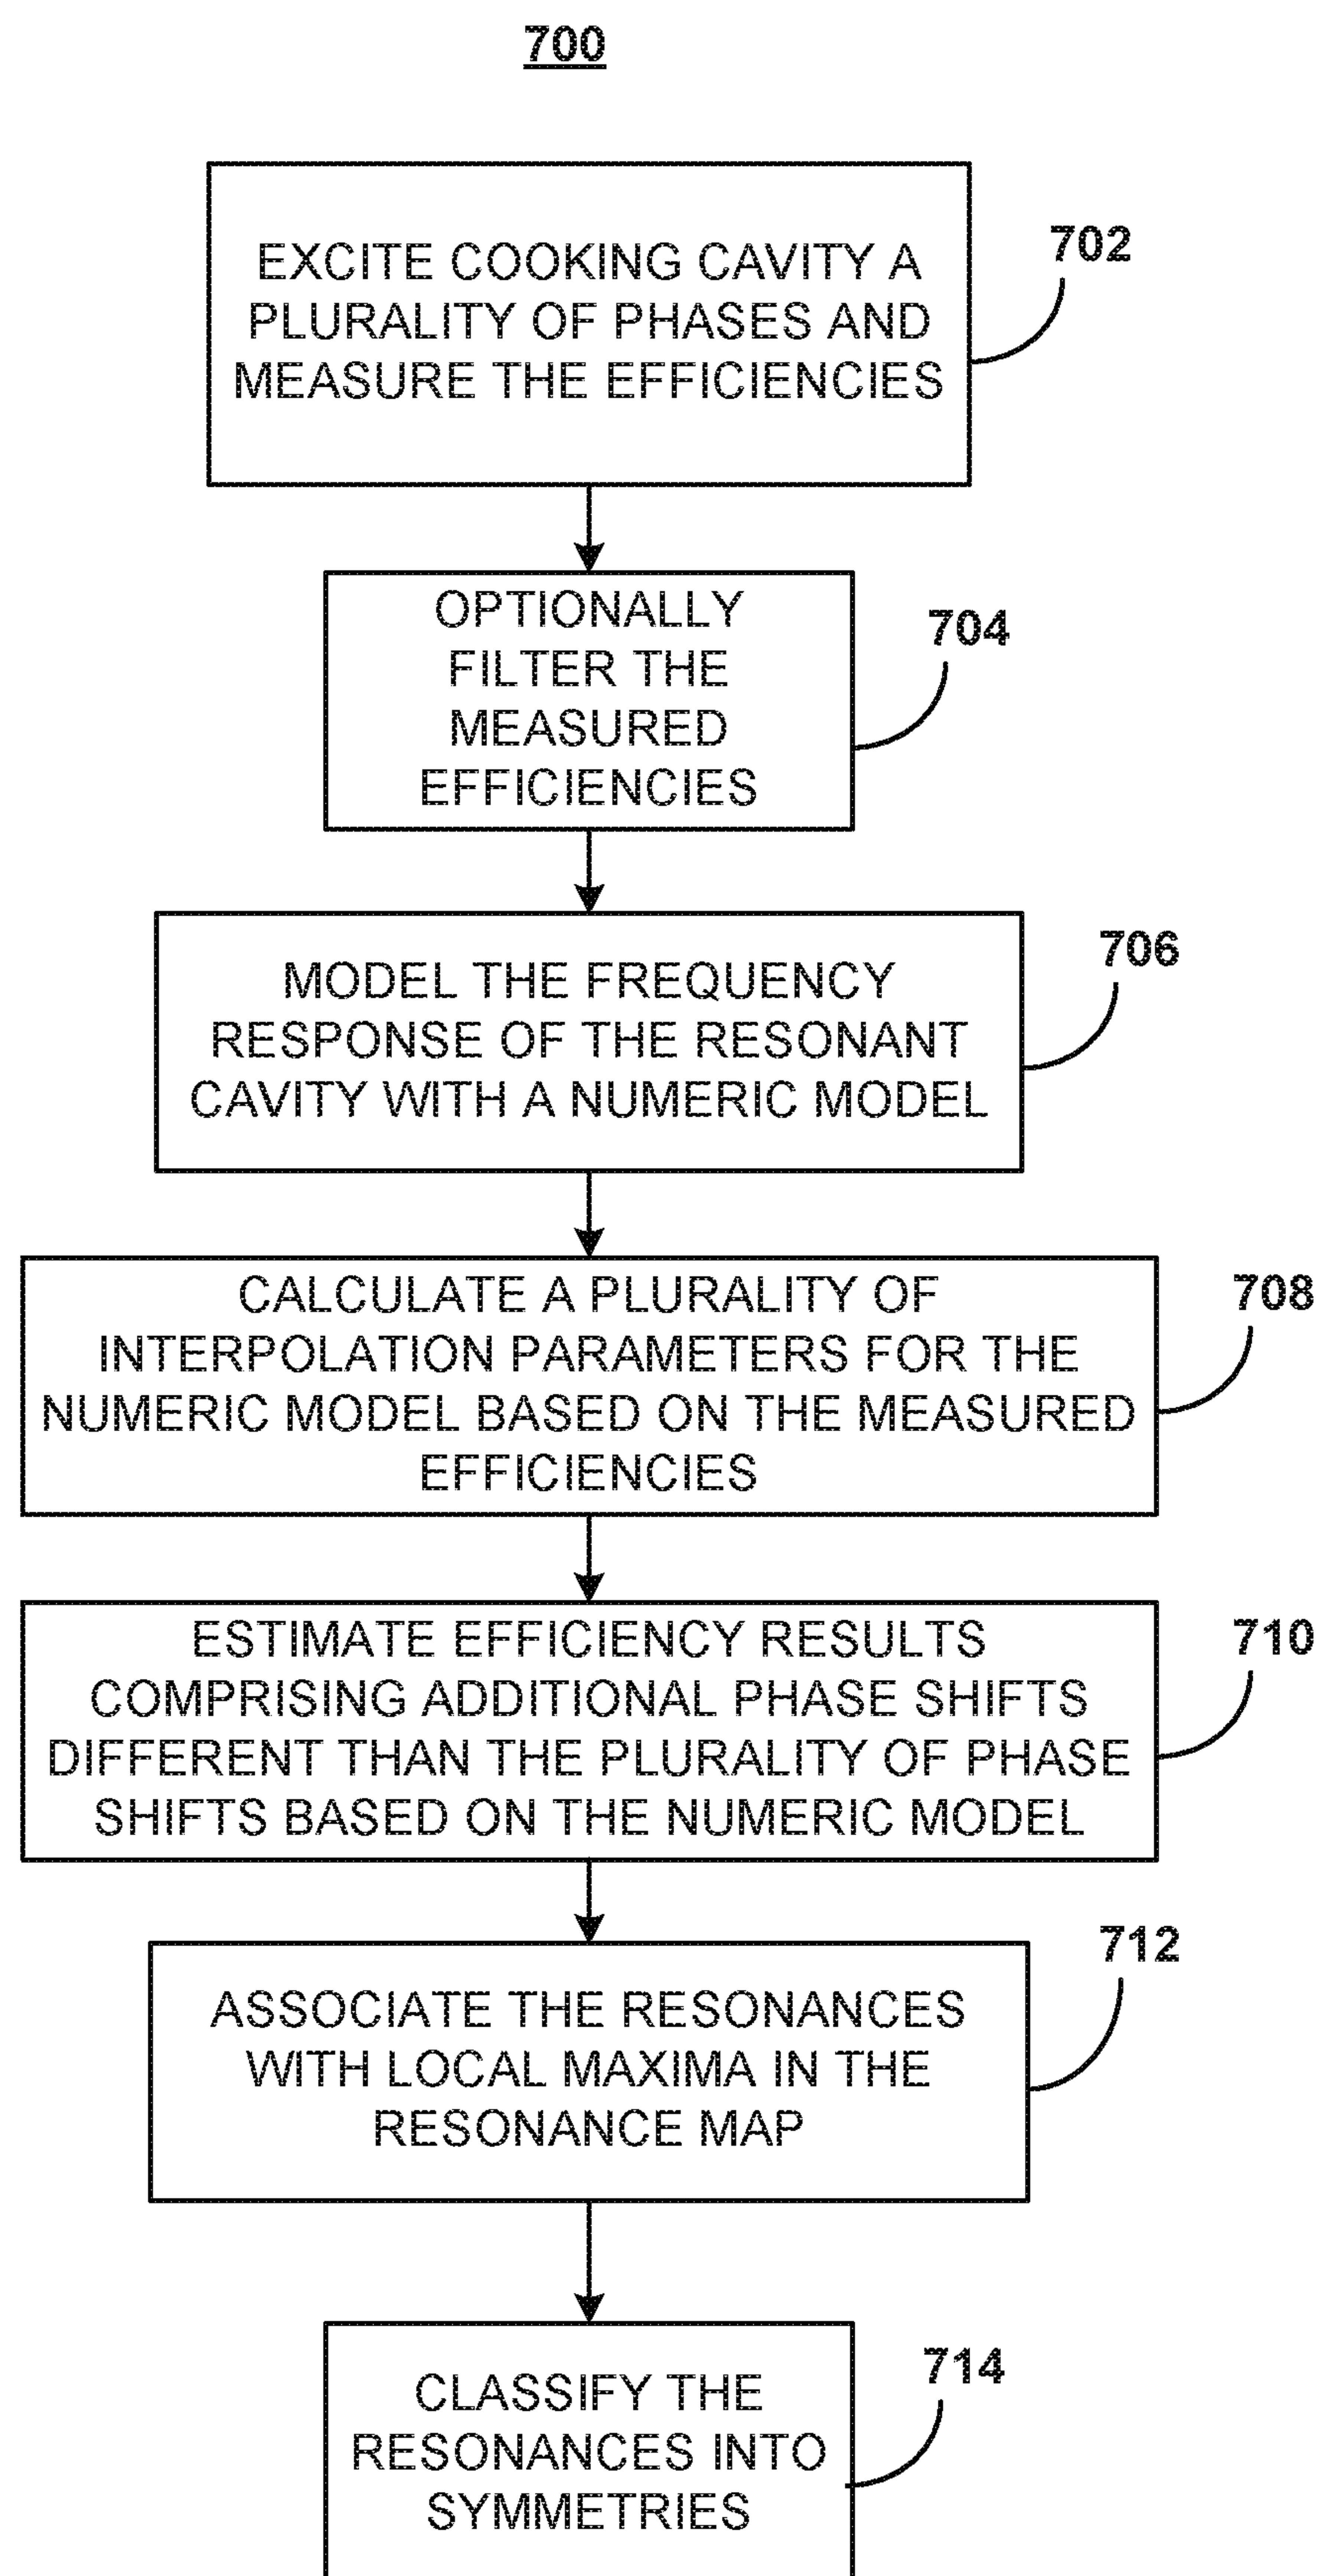 700
EXCITE COOKING CAVITY A
PLURALITY OF PHASES AND
MEASURE THE EFFICIENCIES
702
OPTIONALLY
FILTER THE
MEASURED
EFFICIENCIES
704
MODEL THE FREQUENCY
RESPONSE OF THE RESONANT
CAVITY WITH A NUMERIC MODEL
706
CALCULATE A PLURALITY OF
INTERPOLATION PARAMETERS FOR THE
NUMERIC MODEL BASED ON THE MEASURED
EFFICIENCIES
708
ESTIMATE EFFICIENCY RESULTS
COMPRISING ADDITIONAL PHASE SHIFTS
DIFFERENT THAN THE PLURALITY OF PHASE
SHIFTS BASED ON THE NUMERIC MODEL
710
ASSOCIATE THE RESONANCES
WITH LOCAL MAXIMA IN THE
RESONANCE MAP
712
CLASSIFY THE
RESONANCES INTO
SYMMETRIES
714